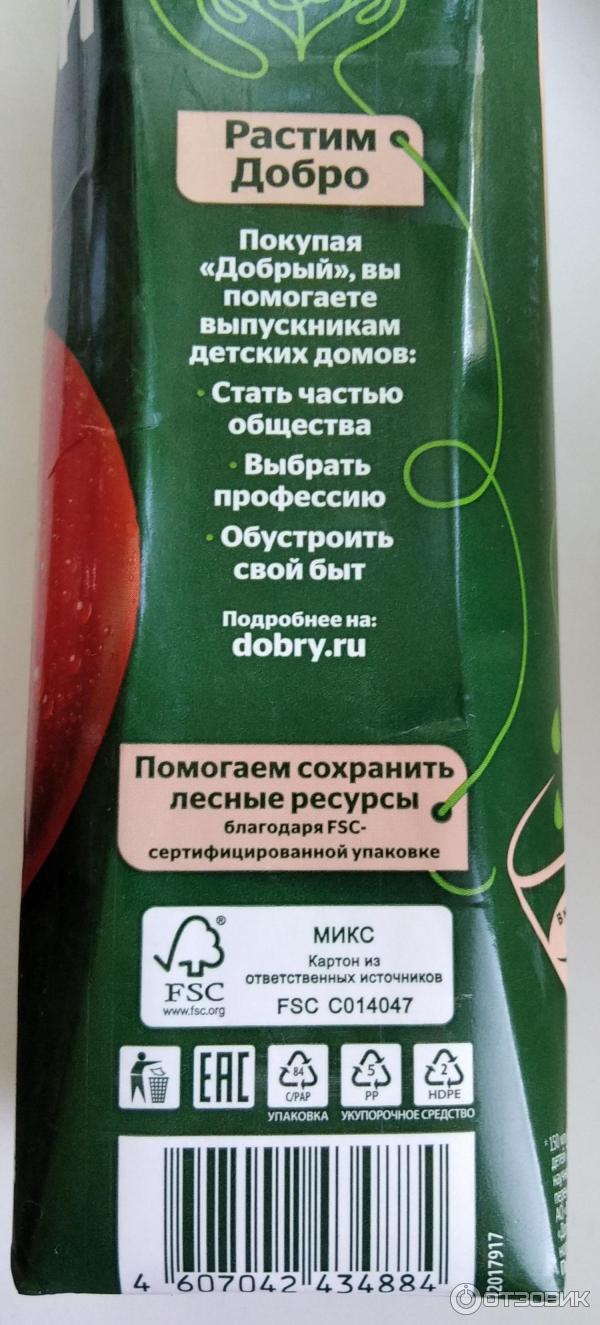 Й
Растим
Добро
Покупая
«Добрый», вы
помогаете
выпускникам
детских домов:
· Стать частью
общества
· Выбрать
профессию
· Обустроить
свой быт
Подробнее на:
dobry.ru
Помогаем сохранить
лесные ресурсы
благодаря FSC-
сертифицированной упаковке
®
FSC
www.fsc.org
МИКС
Картон из
ответственных источников
FSC C014047
EAC
84
C/PAP
5
PP
2
HDPE
УПАКОВКА
УКУПОРОЧНОЕ СРЕДСТВО
4 607042 434884
2017917
ОТЗОВИК